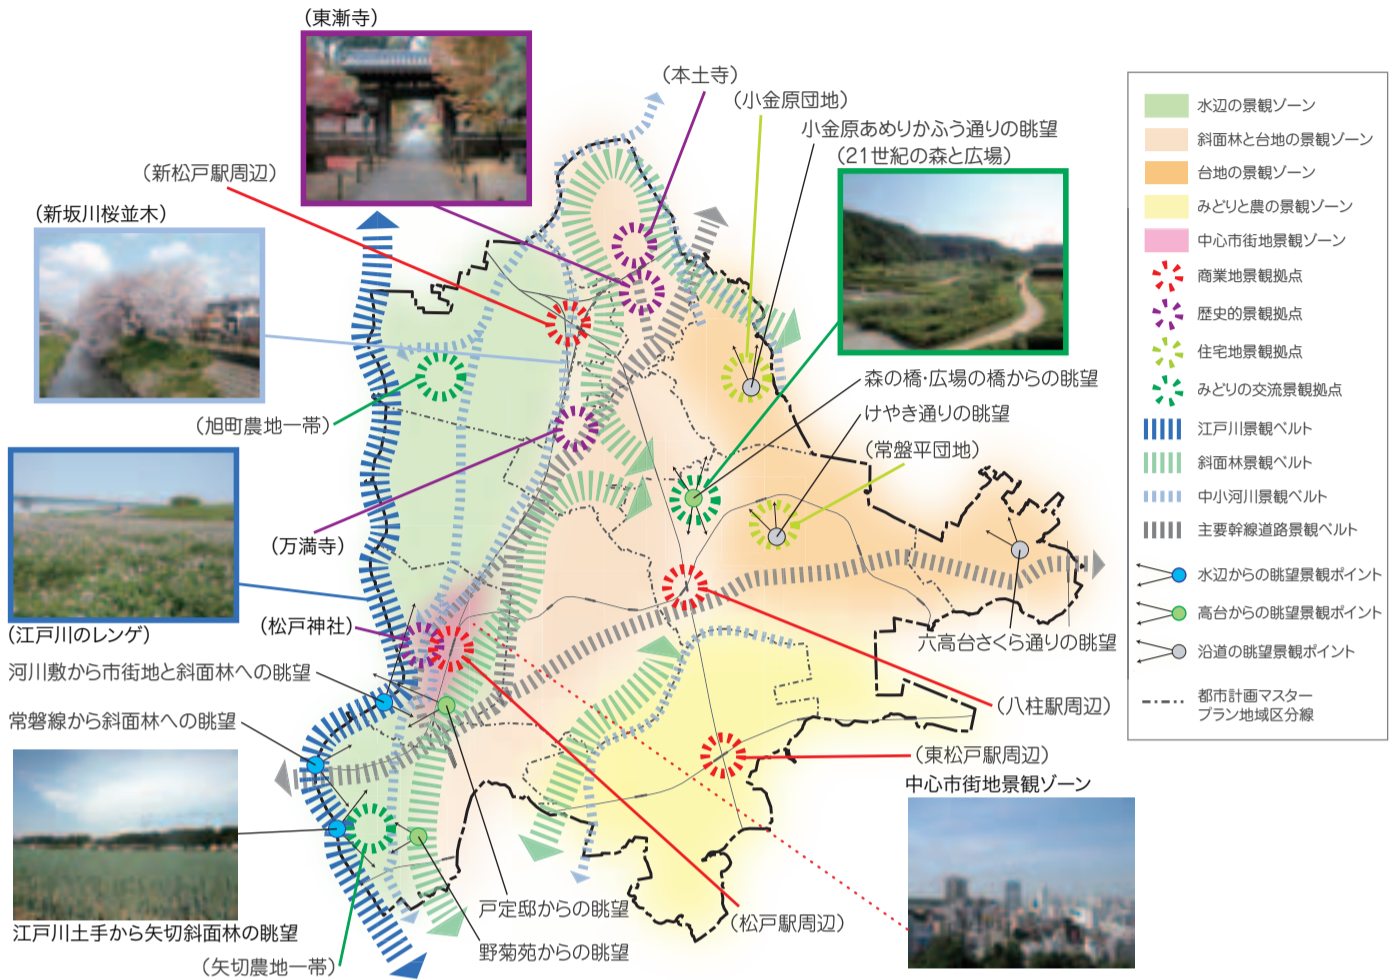 (東漸寺)
(本土寺)
(小金原団地)
小金原あめりかふう通りの眺望
(21世紀の森と広場)
(新松戸駅周辺)
(新坂川桜並木)
森の橋・広場の橋からの眺望
けやき通りの眺望
(常盤平団地)
(旭町農地一帯)
(万満寺)
(江戸川のレンゲ)
(松戸神社)
河川敷から市街地と斜面林への眺望
常磐線から斜面林への眺望
六高台さくら通りの眺望
(八柱駅周辺)
(東松戸駅周辺)
中心市街地景観ゾーン
戸定邸からの眺望
(松戸駅周辺)
江戸川土手から矢切斜面林の眺望
野菊苑からの眺望
(矢切農地一帯)
水辺の景観ゾーン
斜面林と台地の景観ゾーン
台地の景観ゾーン
みどりと農の景観ゾーン
中心市街地景観ゾーン
商業地景観拠点
歴史的景観拠点
住宅地景観拠点
みどりの交流景観拠点
江戸川景観ベルト
斜面林景観ベルト
中小河川景観ベルト
主要幹線道路景観ベルト
水辺からの眺望景観ポイント
高台からの眺望景観ポイント
沿道の眺望景観ポイント
都市計画マスター
プラン地域区分線